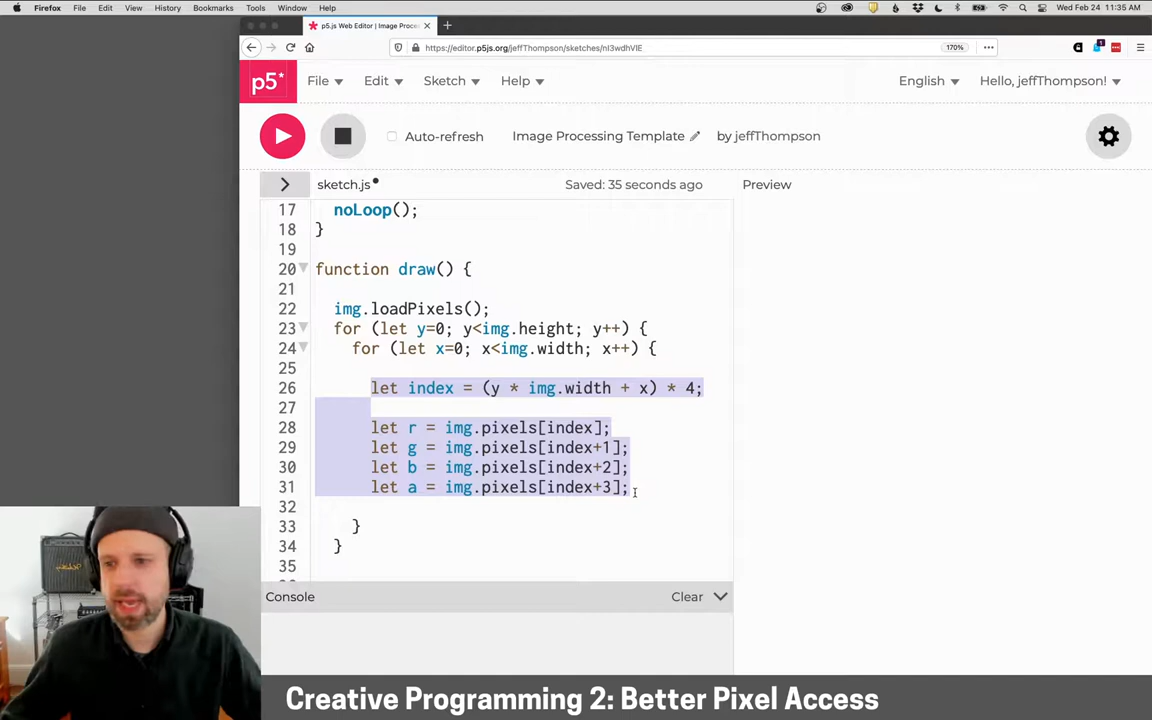 Firefox File Edit View History Bookmarks Tools Window Help Wed Feb 24 11:35 AM
p5.js Web Editor | Image Proce
https://editor.p5js.org/jeffThompson/sketches/nI3wdhVlE 170%
p5* File Edit Sketch Help English Hello, jeffThompson!
Auto-refresh Image Processing Template by jeffThompson
sketch.js Saved: 35 seconds ago Preview
17 noLoop();
18 }
19
20 function draw() {
21
22 img.loadPixels();
23 for (let y=0; y<img.height; y++) {
24 for (let x=0; x<img.width; x++) {
25
26 let index = (y * img.width + x) * 4;
27
28 let r = img.pixels[index];
29 let g = img.pixels[index+1];
30 let b = img.pixels[index+2];
31 let a = img.pixels[index+3];
32
33 }
34 }
35
Console Clear
Creative Programming 2: Better Pixel Access